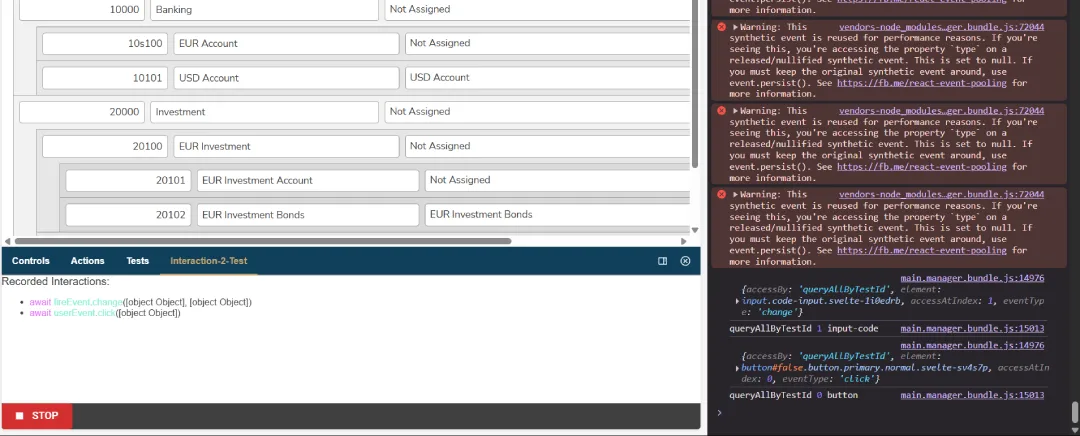 10000 Banking Not Assigned
10s100 EUR Account Not Assigned
10101 USD Account USD Account
20000 Investment Not Assigned
20100 EUR Investment Not Assigned
20101 EUR Investment Account Not Assigned
20102 EUR Investment Bonds EUR Investment Bonds
Controls Actions Tests Interaction-2-Test
Recorded Interactions:
await fireEvent.change([object Object], [object Object])
await userEvent.click([object Object])
STOP
event.persist(). See https://fb.me/react-event-pooling for
more information.
Warning: This vendors-node_modules…ger.bundle.js:72044
synthetic event is reused for performance reasons. If you're
seeing this, you're accessing the property `type` on a
released/nullified synthetic event. This is set to null. If
you must keep the original synthetic event around, use
event.persist(). See https://fb.me/react-event-pooling for
more information.
Warning: This vendors-node_modules…ger.bundle.js:72044
synthetic event is reused for performance reasons. If you're
seeing this, you're accessing the property `type` on a
released/nullified synthetic event. This is set to null. If
you must keep the original synthetic event around, use
event.persist(). See https://fb.me/react-event-pooling for
more information.
Warning: This vendors-node_modules…ger.bundle.js:72044
synthetic event is reused for performance reasons. If you're
seeing this, you're accessing the property `type` on a
released/nullified synthetic event. This is set to null. If
you must keep the original synthetic event around, use
event.persist(). See https://fb.me/react-event-pooling for
more information.
main.manager.bundle.js:14976
{accessBy: 'queryAllByTestId', element:
input.code-input.svelte-1i0edrb, accessAtIndex: 1, eventTyp
e: 'change'}
queryAllByTestId 1 input-code main.manager.bundle.js:15013
main.manager.bundle.js:14976
{accessBy: 'queryAllByTestId', element:
button#false.button.primary.normal.svelte-sv4s7p, accessAtIn
dex: 0, eventType: 'click'}
queryAllByTestId 0 button main.manager.bundle.js:15013